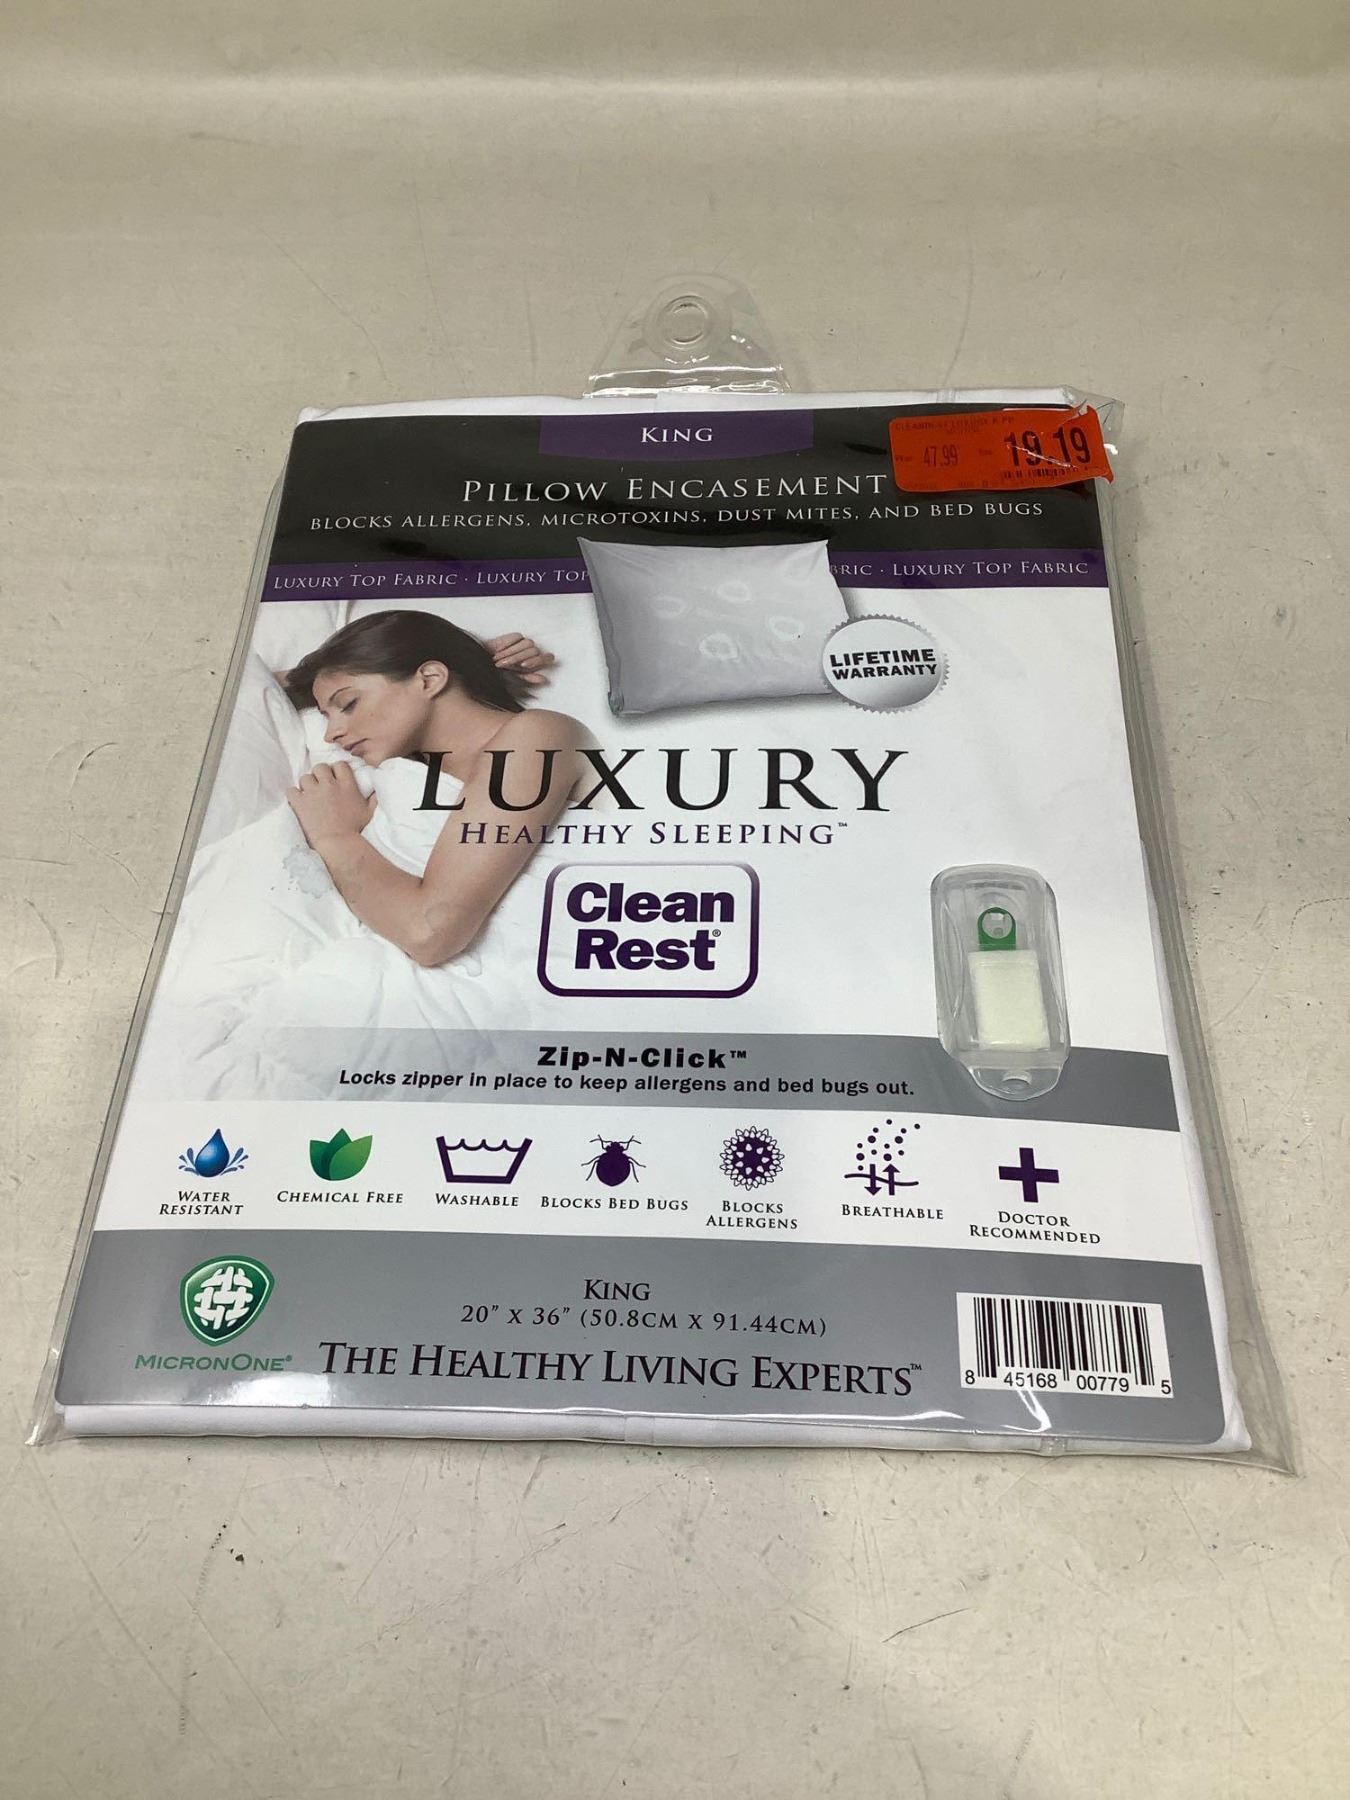 KING
CLEANREST LUXURY K PP
47.99
19.19
PILLOW ENCASEMENT
BLOCKS ALLERGENS, MICROTOXINS, DUST MITES, AND BED BUGS
LUXURY TOP FABRIC · LUXURY TOP BRIC · LUXURY TOP FABRIC
LIFETIME
WARRANTY
LUXURY
HEALTHY SLEEPING™
Clean
Rest®
Zip-N-Click™
Locks zipper in place to keep allergens and bed bugs out.
WATER
RESISTANT
CHEMICAL FREE
WASHABLE
BLOCKS BED BUGS
BLOCKS
ALLERGENS
BREATHABLE
DOCTOR
RECOMMENDED
KING
20" X 36" (50.8CM X 91.44CM)
MICRONONE®
THE HEALTHY LIVING EXPERTS™
8 45168 00779 5